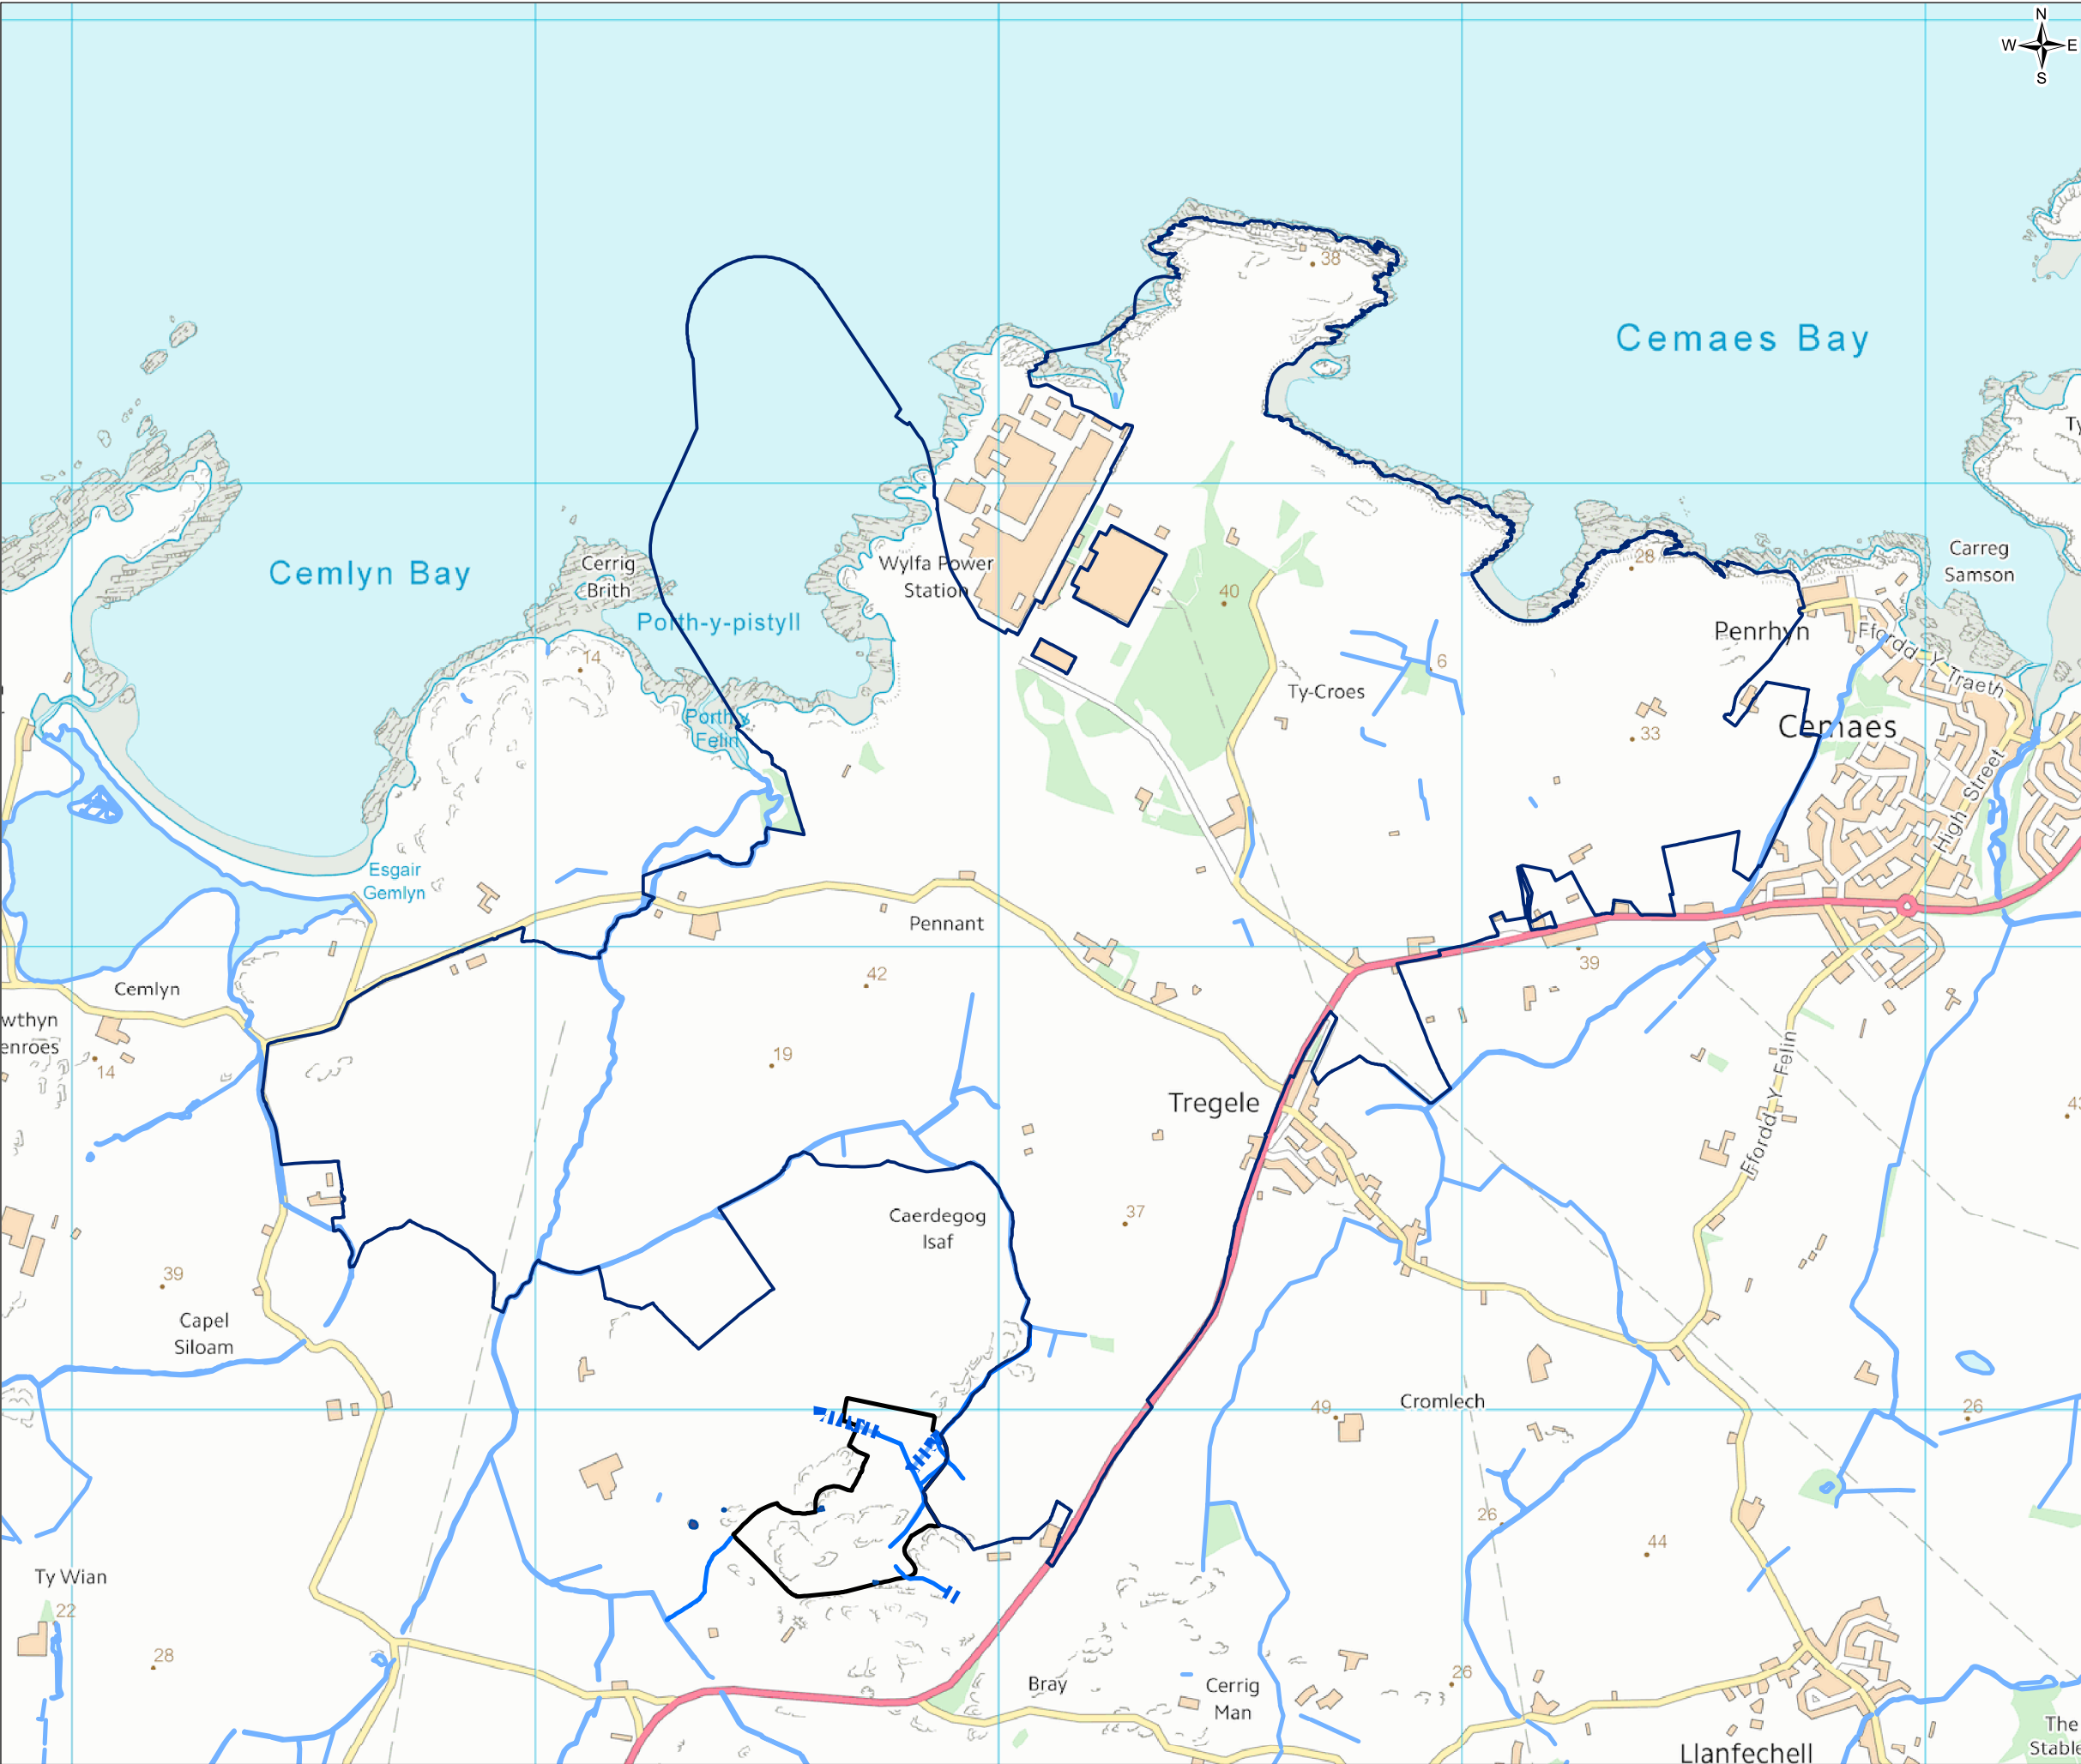 N
W E
S
38
Cemaes Bay
Cemlyn Bay
Cerrig
Brith
Porth-y-pistyll
Wylfa Power
Station
Carreg
Samson
28
40
14
6
Penrhyn
Ffordd Y Traeth
Ty-Croes
Porth-y
Felin
33
Cemaes
High Street
Esgair
Gemlyn
Pennant
42
39
Cemlyn
wthyn
enroes
14
19
Tregele
Ffordd Y Felin
Caerdegog
Isaf
37
39
Capel
Siloam
49
Cromlech
26
26
44
Ty Wian
22
28
26
Bray
Cerrig
Man
The
Stable
Llanfechell